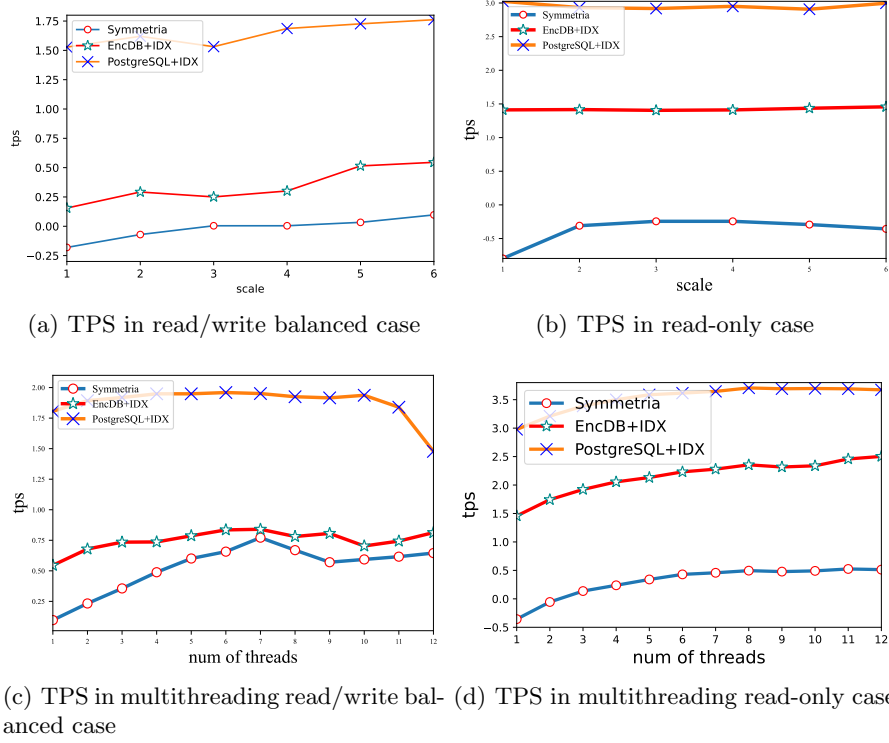 1.75
1.50
1.25
1.00
0.75
0.50
0.25
0.00
−0.25
tps
Symmetria
EncDB+IDX
PostgreSQL+IDX
1 2 3 4 5 6
scale
(a) TPS in read/write balanced case
3.0
2.5
2.0
1.5
1.0
0.5
0.0
−0.5
tps
Symmetria
EncDB+IDX
PostgreSQL+IDX
1 2 3 4 5 6
scale
(b) TPS in read-only case
2.00
1.75
1.50
1.25
1.00
0.75
0.50
0.25
tps
Symmetria
EncDB+IDX
PostgreSQL+IDX
1 2 3 4 5 6 7 8 9 10 11 12
num of threads
(c) TPS in multithreading read/write bal-
anced case
3.5
3.0
2.5
2.0
1.5
1.0
0.5
0.0
−0.5
tps
Symmetria
EncDB+IDX
PostgreSQL+IDX
1 2 3 4 5 6 7 8 9 10 11 12
num of threads
(d) TPS in multithreading read-only case